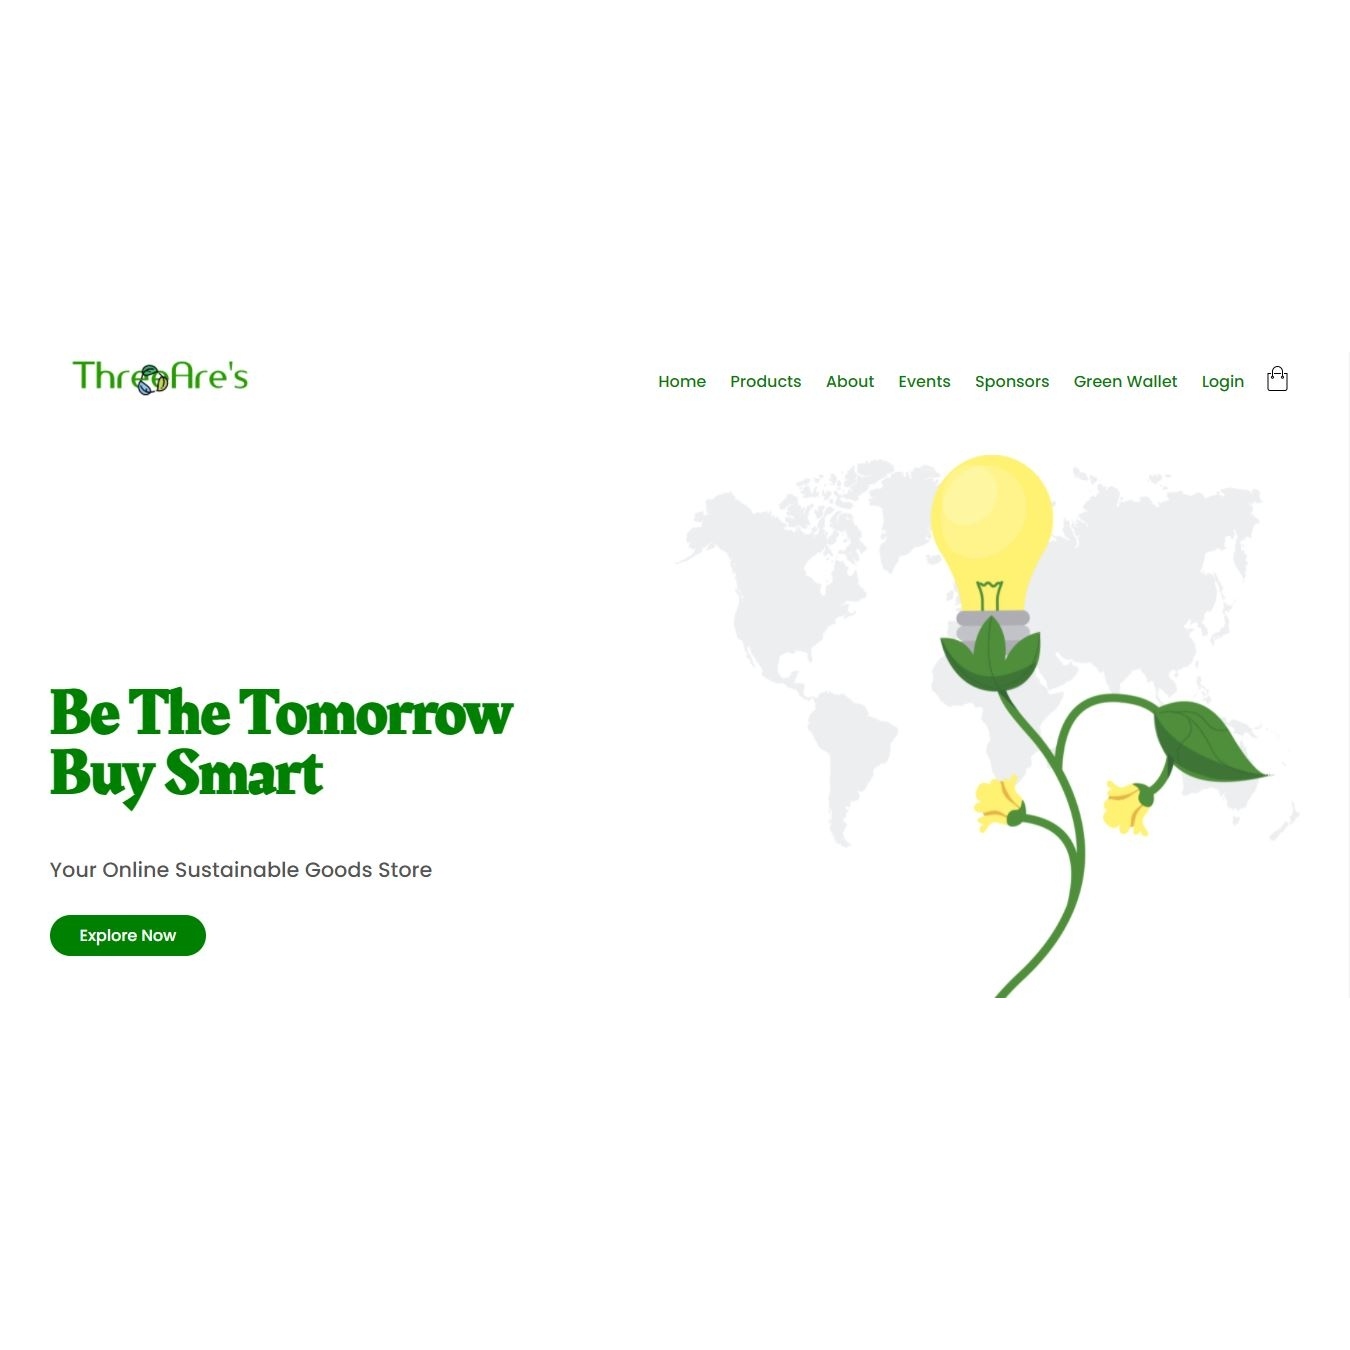 ThreeAre's
Home Products About Events Sponsors Green Wallet Login
Be The Tomorrow
Buy Smart
Your Online Sustainable Goods Store
Explore Now